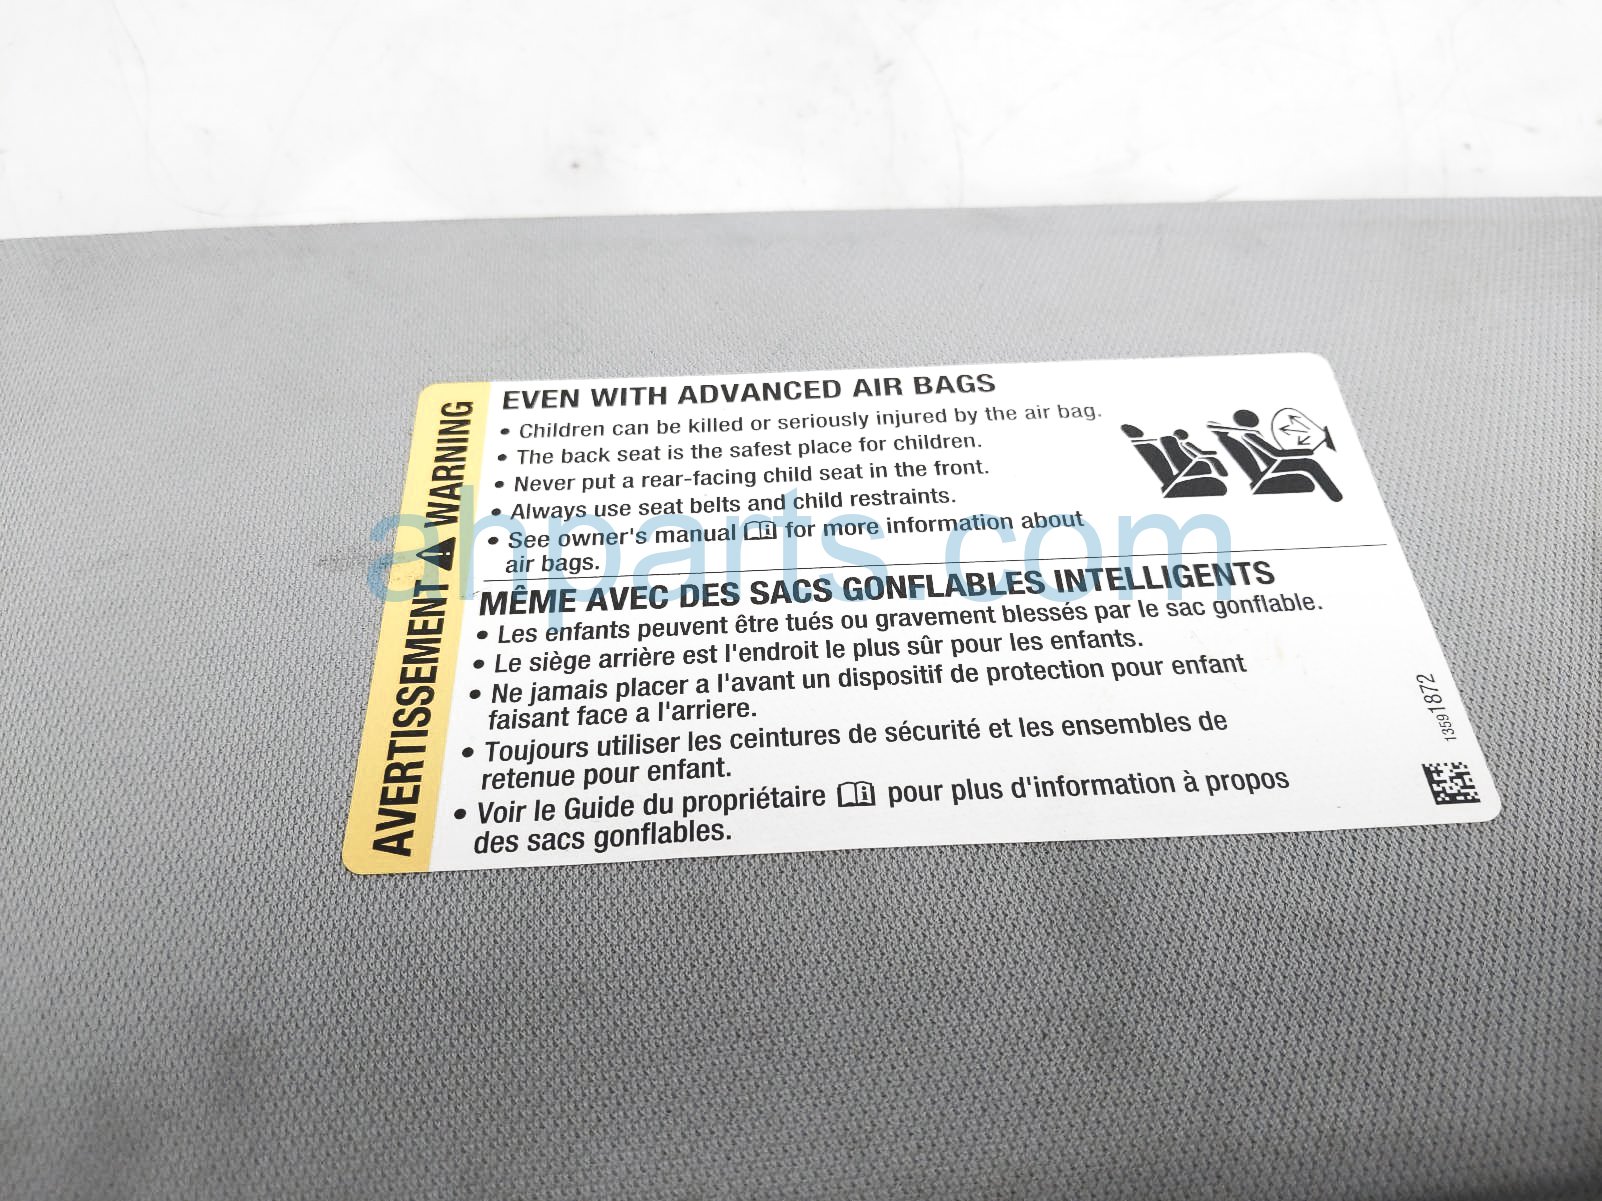 AVERTISSEMENT ⚠ WARNING
EVEN WITH ADVANCED AIR BAGS
• Children can be killed or seriously injured by the air bag.
• The back seat is the safest place for children.
• Never put a rear-facing child seat in the front.
• Always use seat belts and child restraints.
• See owner's manual for more information about
air bags.
MÊME AVEC DES SACS GONFLABLES INTELLIGENTS
• Les enfants peuvent être tués ou gravement blessés par le sac gonflable.
• Le siège arrière est l'endroit le plus sûr pour les enfants.
• Ne jamais placer a l'avant un dispositif de protection pour enfant
faisant face a l'arriere.
• Toujours utiliser les ceintures de sécurité et les ensembles de
retenue pour enfant.
• Voir le Guide du propriétaire pour plus d'information à propos
des sacs gonflables.
13591872
ahparts.com